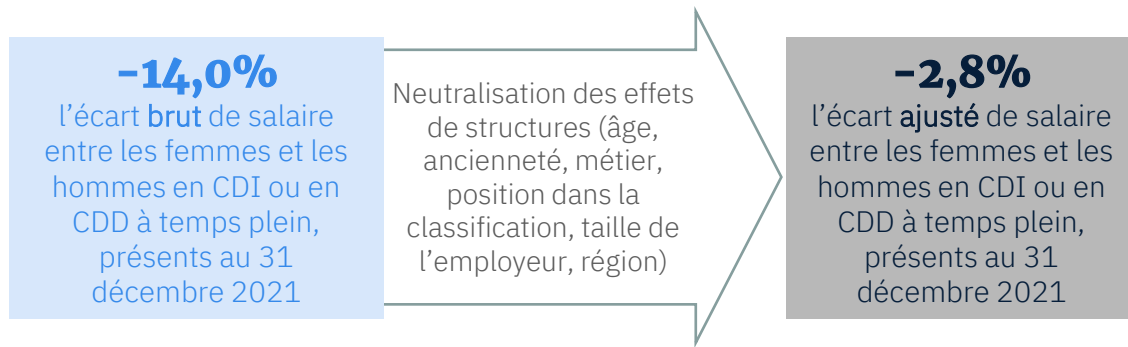 -14,0%
l’écart brut de salaire
entre les femmes et les
hommes en CDI ou en
CDD à temps plein,
présents au 31
décembre 2021
Neutralisation des effets
de structures (âge,
ancienneté, métier,
position dans la
classification, taille de
l’employeur, région)
-2,8%
l’écart ajusté de salaire
entre les femmes et les
hommes en CDI ou en
CDD à temps plein,
présents au 31
décembre 2021